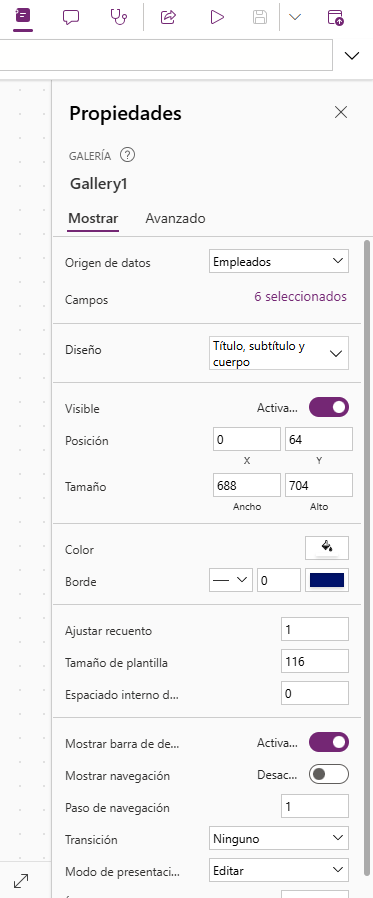 Propiedades
GALERÍA ?
Gallery1
Mostrar Avanzado
Origen de datos Empleados
Campos 6 seleccionados
Diseño Título, subtítulo y
cuerpo
Visible Activa...
Posición 0 64
X Y
Tamaño 688 704
Ancho Alto
Color
Borde 0
Ajustar recuento 1
Tamaño de plantilla 116
Espaciado interno d... 0
Mostrar barra de de... Activa...
Mostrar navegación Desac...
Paso de navegación 1
Transición Ninguno
Modo de presentaci... Editar